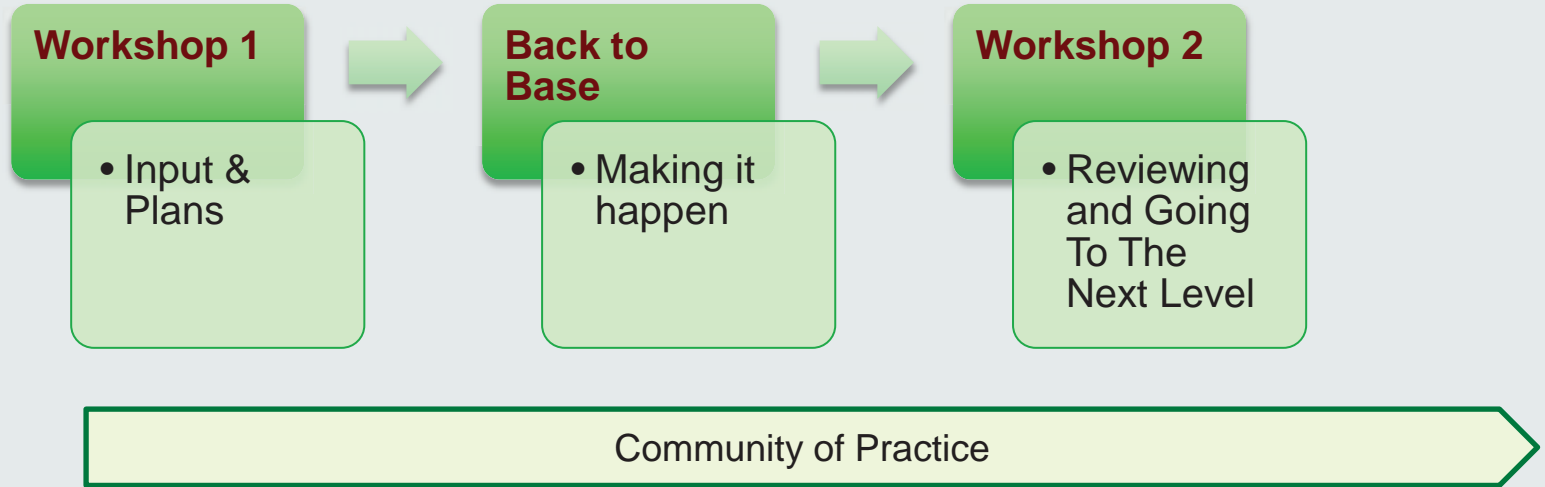 Workshop 1
• Input &
Plans
Back to
Base
• Making it
happen
Workshop 2
• Reviewing
and Going
To The
Next Level
Community of Practice